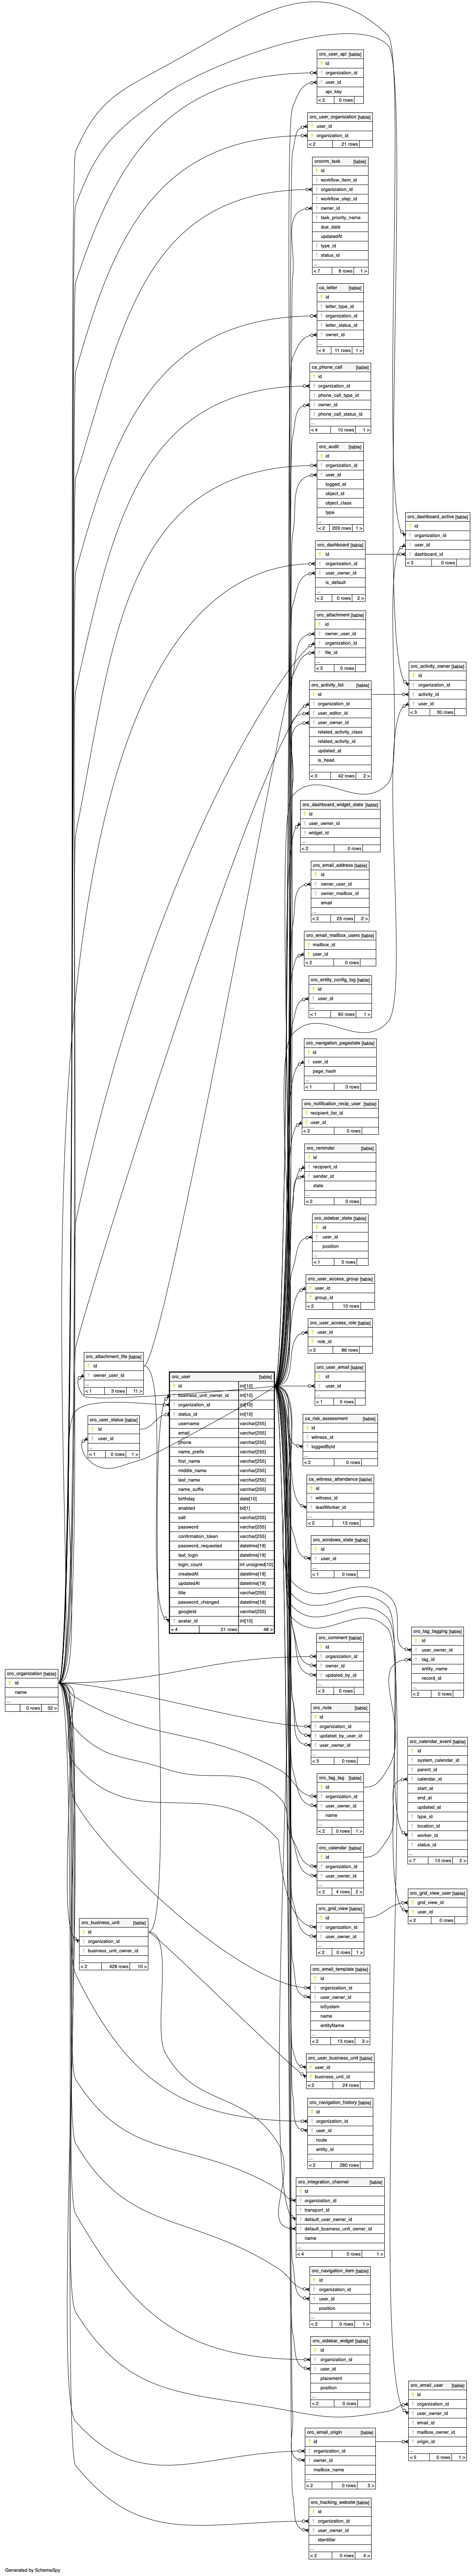 oro_user_api [table]
id
organization_id
user_id
api_key
< 2 0 rows
oro_user_organization [table]
user_id
organization_id
< 2 21 rows
orocrm_task [table]
id
workflow_item_id
organization_id
workflow_step_id
owner_id
task_priority_name
due_date
updatedAt
type_id
status_id
...
< 7 8 rows 1 >
ca_letter [table]
id
letter_type_id
organization_id
letter_status_id
owner_id
...
< 4 11 rows 1 >
ca_phone_call [table]
id
organization_id
phone_call_type_id
owner_id
phone_call_status_id
...
< 4 10 rows 1 >
oro_audit [table]
id
organization_id
user_id
logged_at
object_id
object_class
type
...
< 2 209 rows 1 >
oro_dashboard [table]
id
organization_id
user_owner_id
is_default
...
< 2 0 rows 2 >
oro_dashboard_active [table]
id
organization_id
user_id
dashboard_id
< 3 0 rows
oro_attachment [table]
id
owner_user_id
organization_id
file_id
...
< 3 0 rows
oro_activity_list [table]
id
organization_id
user_editor_id
user_owner_id
related_activity_class
related_activity_id
updated_at
is_head
...
< 3 42 rows 2 >
oro_activity_owner [table]
id
organization_id
activity_id
user_id
< 3 30 rows
oro_dashboard_widget_state [table]
id
user_owner_id
widget_id
...
< 2 0 rows
oro_email_address [table]
id
owner_user_id
owner_mailbox_id
email
...
< 2 25 rows 2 >
oro_email_mailbox_users [table]
mailbox_id
user_id
< 2 0 rows
oro_entity_config_log [table]
id
user_id
...
< 1 60 rows 1 >
oro_navigation_pagestate [table]
id
user_id
page_hash
...
< 1 0 rows
oro_notification_recip_user [table]
recipient_list_id
user_id
< 2 0 rows
oro_reminder [table]
id
recipient_id
sender_id
state
...
< 2 0 rows
oro_sidebar_state [table]
id
user_id
position
...
< 1 0 rows
oro_user_access_group [table]
user_id
group_id
< 2 10 rows
oro_user_access_role [table]
user_id
role_id
< 2 86 rows
oro_user_email [table]
id
user_id
...
< 1 0 rows
ca_risk_assessment [table]
id
witness_id
loggedById
...
< 2 0 rows
ca_witness_attendance [table]
id
witness_id
leadWorker_id
...
< 2 13 rows
oro_windows_state [table]
id
user_id
...
< 1 0 rows
oro_attachment_file [table]
id
owner_user_id
...
< 1 3 rows 11 >
oro_user_status [table]
id
user_id
...
< 1 0 rows 1 >
oro_user [table]
id int[10]
business_unit_owner_id int[10]
organization_id int[10]
status_id int[10]
username varchar[255]
email varchar[255]
phone varchar[255]
name_prefix varchar[255]
first_name varchar[255]
middle_name varchar[255]
last_name varchar[255]
name_suffix varchar[255]
birthday date[10]
enabled bit[1]
salt varchar[255]
password varchar[255]
confirmation_token varchar[255]
password_requested datetime[19]
last_login datetime[19]
login_count int unsigned[10]
createdAt datetime[19]
updatedAt datetime[19]
title varchar[255]
password_changed datetime[19]
googleId varchar[255]
avatar_id int[10]
< 4 21 rows 48 >
oro_organization [table]
id
name
...
0 rows 32 >
oro_business_unit [table]
id
organization_id
business_unit_owner_id
...
< 2 428 rows 10 >
oro_comment [table]
id
organization_id
owner_id
updated_by_id
...
< 3 0 rows
oro_note [table]
id
organization_id
updated_by_user_id
user_owner_id
...
< 3 0 rows
oro_tag_tag [table]
id
organization_id
user_owner_id
name
...
< 2 0 rows 1 >
oro_calendar [table]
id
organization_id
user_owner_id
...
< 2 4 rows 2 >
oro_grid_view [table]
id
organization_id
user_owner_id
...
< 2 0 rows 1 >
oro_tag_tagging [table]
id
user_owner_id
tag_id
entity_name
record_id
...
< 2 0 rows
oro_calendar_event [table]
id
system_calendar_id
parent_id
calendar_id
start_at
end_at
updated_at
type_id
location_id
worker_id
status_id
...
< 7 13 rows 2 >
oro_grid_view_user [table]
grid_view_id
user_id
< 2 0 rows
oro_email_template [table]
id
organization_id
user_owner_id
isSystem
name
entityName
...
< 2 13 rows 3 >
oro_user_business_unit [table]
user_id
business_unit_id
< 2 24 rows
oro_navigation_history [table]
id
organization_id
user_id
route
entity_id
...
< 2 280 rows
oro_integration_channel [table]
id
organization_id
transport_id
default_user_owner_id
default_business_unit_owner_id
name
...
< 4 0 rows 1 >
oro_navigation_item [table]
id
organization_id
user_id
position
...
< 2 0 rows 1 >
oro_sidebar_widget [table]
id
organization_id
user_id
placement
position
...
< 2 0 rows
oro_email_origin [table]
id
organization_id
owner_id
mailbox_name
...
< 2 0 rows 3 >
oro_email_user [table]
id
organization_id
user_owner_id
email_id
mailbox_owner_id
origin_id
...
< 5 0 rows 1 >
oro_tracking_website [table]
id
organization_id
user_owner_id
identifier
...
< 2 0 rows 4 >
Generated by SchemaSpy